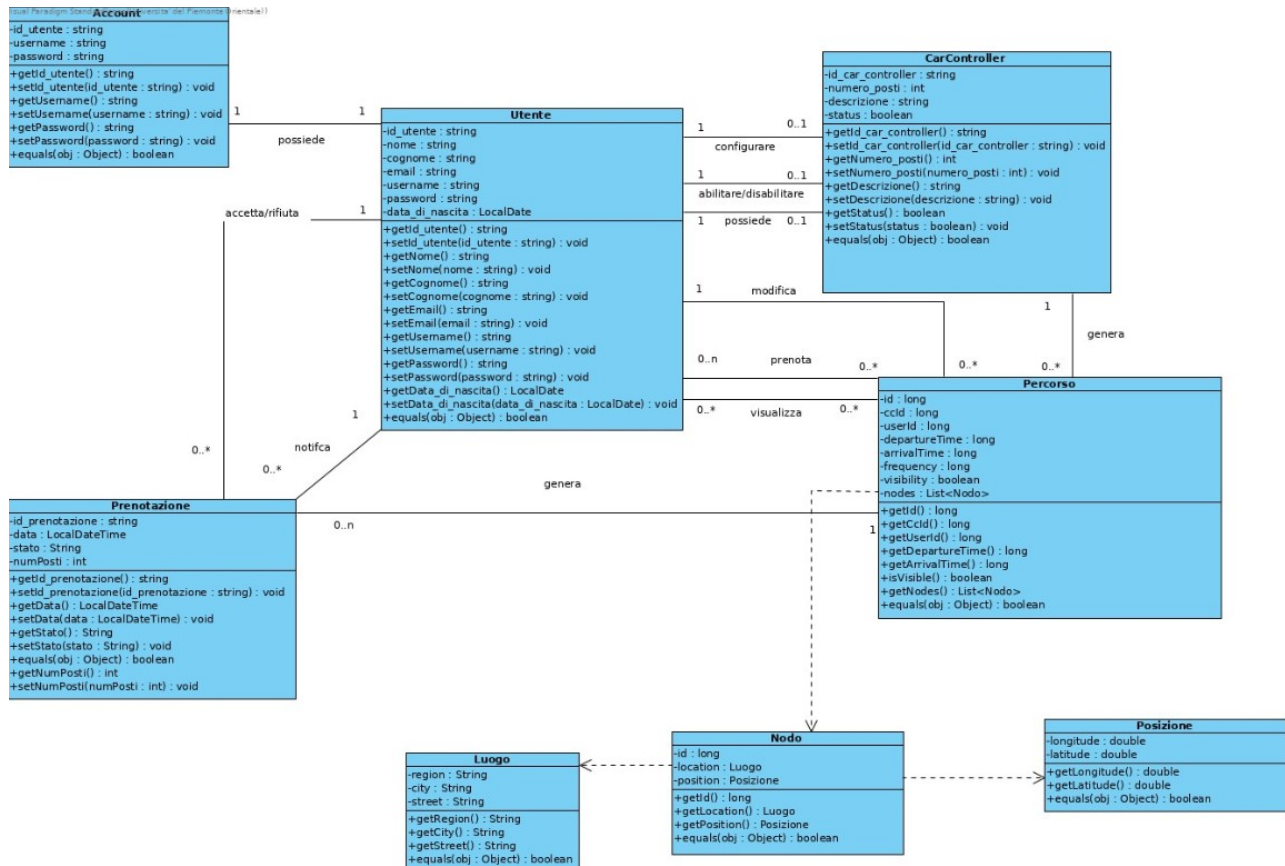 sual Paradigm Standard
ersita' del Piemonte Orientale))
Account
-id_utente : string
-username : string
-password : string
+getId_utente() : string
+setId_utente(id_utente : string) : void
+getUsername() : string
+setUsername(username : string) : void
+getPassword() : string
+setPassword(password : string) : void
+equals(obj : Object) : boolean
1
1
possiede
Utente
-id_utente : string
-nome : string
-cognome : string
-email : string
-username : string
-password : string
-data_di_nascita : LocalDate
+getId_utente() : string
+setId_utente(id_utente : string) : void
+getNome() : string
+setNome(nome : string) : void
+getCognome() : string
+setCognome(cognome : string) : void
+getEmail() : string
+setEmail(email : string) : void
+getUsername() : string
+setUsername(username : string) : void
+getPassword() : string
+setPassword(password : string) : void
+getData_di_nascita() : LocalDate
+setData_di_nascita(data_di_nascita : LocalDate) : void
+equals(obj : Object) : boolean
CarController
-id_car_controller : string
-numero_posti : int
-descrizione : string
-status : boolean
+getId_car_controller() : string
+setId_car_controller(id_car_controller : string) : void
+getNumero_posti() : int
+setNumero_posti(numero_posti : int) : void
+getDescrizione() : string
+setDescrizione(descrizione : string) : void
+getStatus() : boolean
+setStatus(status : boolean) : void
+equals(obj : Object) : boolean
1
0..1
configurare
1
0..1
abilitare/disabilitare
1
possiede
0..1
accetta/rifiuta
1
0..*
1
modifica
0..*
1
genera
0..*
0..n
prenota
0..*
0..*
visualizza
0..*
1
notifca
0..*
genera
0..n
1
Percorso
-id : long
-ccId : long
-userId : long
-departureTime : long
-arrivalTime : long
-frequency : long
-visibility : boolean
-nodes : List<Nodo>
+getId() : long
+getCcId() : long
+getUserId() : long
+getDepartureTime() : long
+getArrivalTime() : long
+isVisible() : boolean
+getNodes() : List<Nodo>
+equals(obj : Object) : boolean
Prenotazione
-id_prenotazione : string
-data : LocalDateTime
-stato : String
-numPosti : int
+getId_prenotazione() : string
+setId_prenotazione(id_prenotazione : string) : void
+getData() : LocalDateTime
+setData(data : LocalDateTime) : void
+getStato() : String
+setStato(stato : String) : void
+equals(obj : Object) : boolean
+getNumPosti() : int
+setNumPosti(numPosti : int) : void
Luogo
-region : String
-city : String
-street : String
+getRegion() : String
+getCity() : String
+getStreet() : String
+equals(obj : Object) : boolean
Nodo
-id : long
-location : Luogo
-position : Posizione
+getId() : long
+getLocation() : Luogo
+getPosition() : Posizione
+equals(obj : Object) : boolean
Posizione
-longitude : double
-latitude : double
+getLongitude() : double
+getLatitude() : double
+equals(obj : Object) : boolean